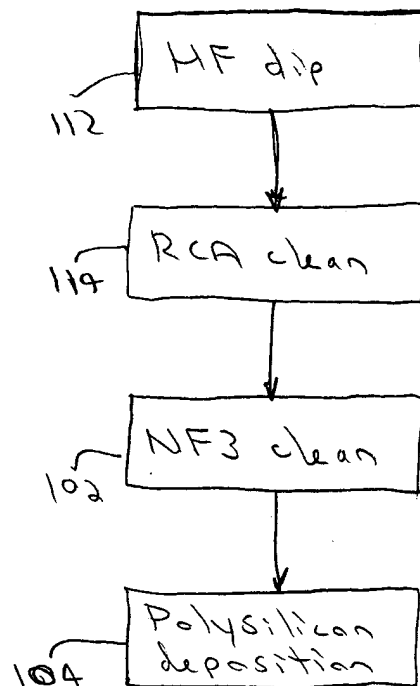 HF dip
112
RCA clean
114
NF3 clean
102
Polysilicon
deposition
104